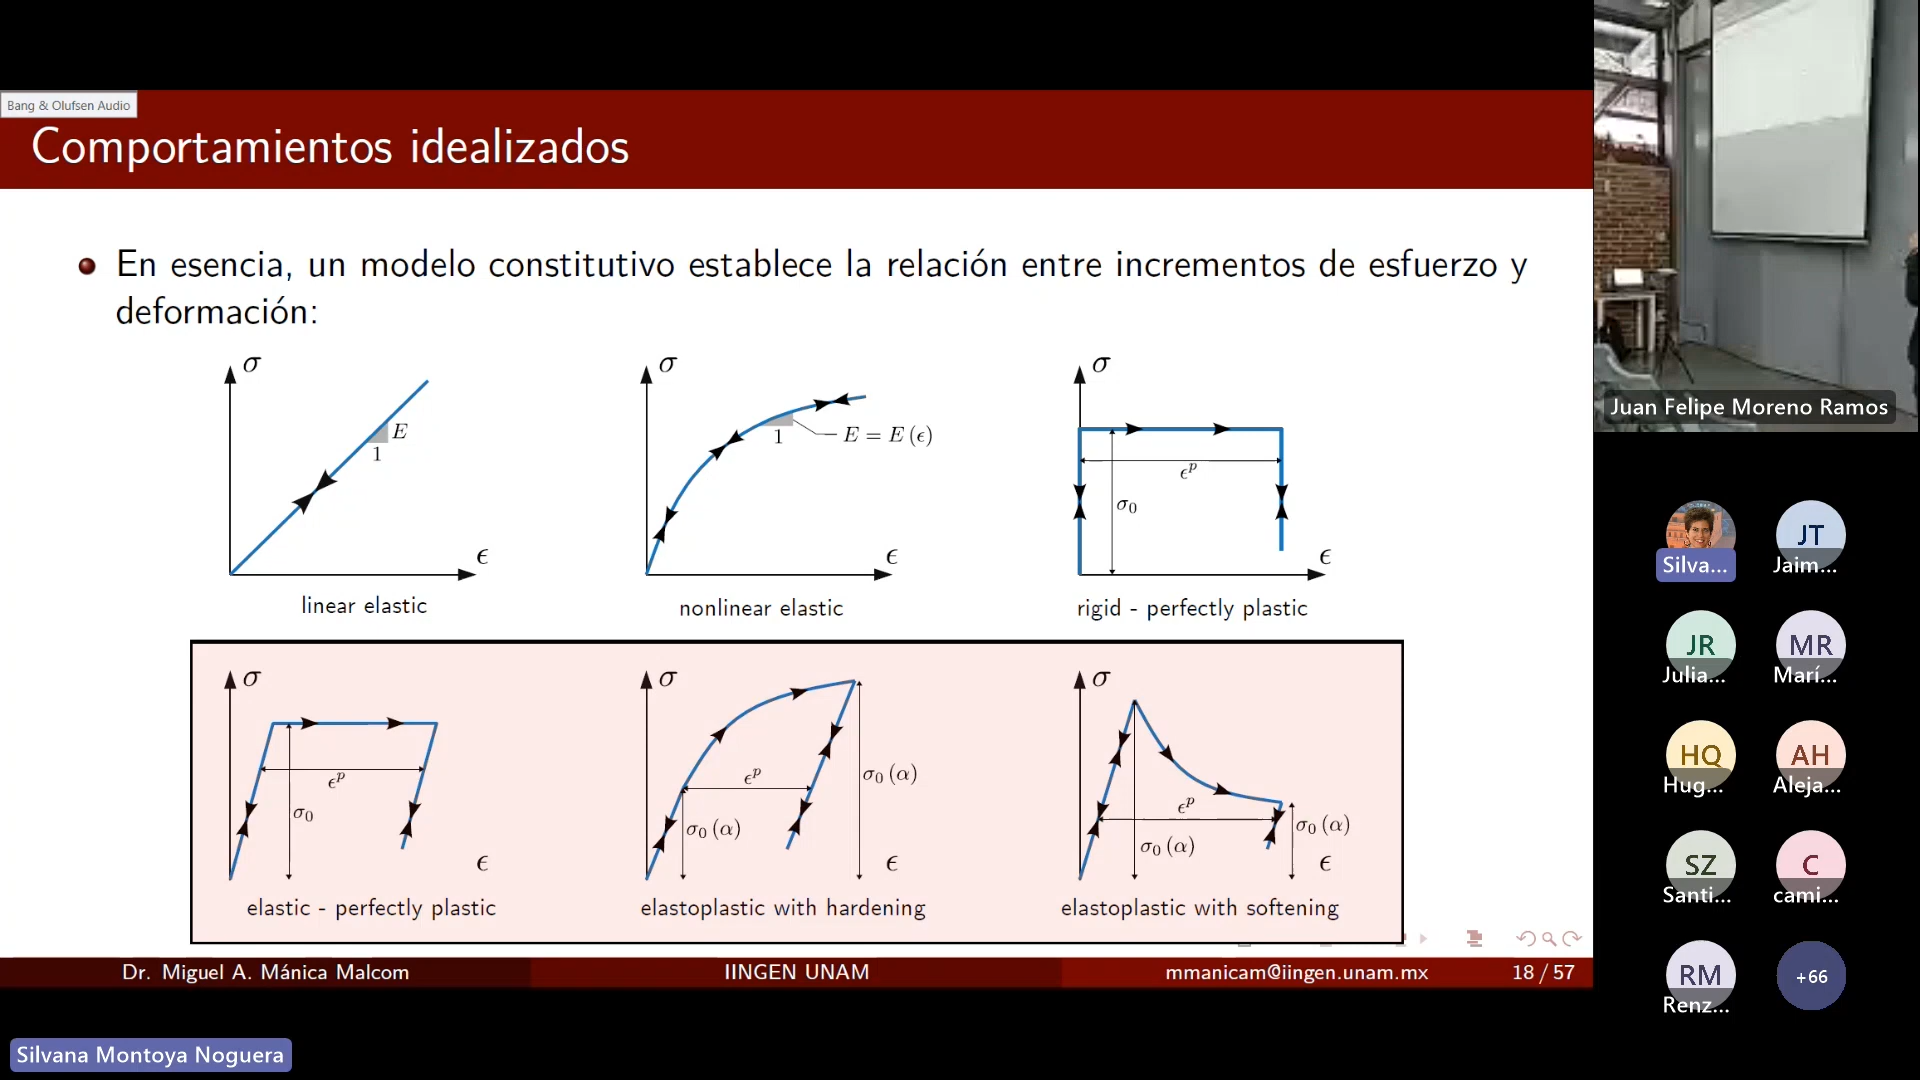 Bang & Olufsen Audio
Comportamientos idealizados
En esencia, un modelo constitutivo establece la relación entre incrementos de esfuerzo y
deformación:
σ
E
1
ϵ
linear elastic
σ
1
E = E (ϵ)
ϵ
nonlinear elastic
σ
ϵᵖ
σ₀
ϵ
rigid - perfectly plastic
σ
ϵᵖ
σ₀
ϵ
elastic - perfectly plastic
σ
ϵᵖ
σ₀ (α)
σ₀ (α)
ϵ
elastoplastic with hardening
σ
ϵᵖ
σ₀ (α)
σ₀ (α)
ϵ
elastoplastic with softening
Dr. Miguel A. Mánica Malcom
IINGEN UNAM
mmanicam@iingen.unam.mx
18 / 57
Silvana Montoya Noguera
Juan Felipe Moreno Ramos
Silva...
JT
Jaim...
JR
Julia...
MR
Marí...
HQ
Hug...
AH
Aleja...
SZ
Santi...
C
cami...
RM
Renz...
+66